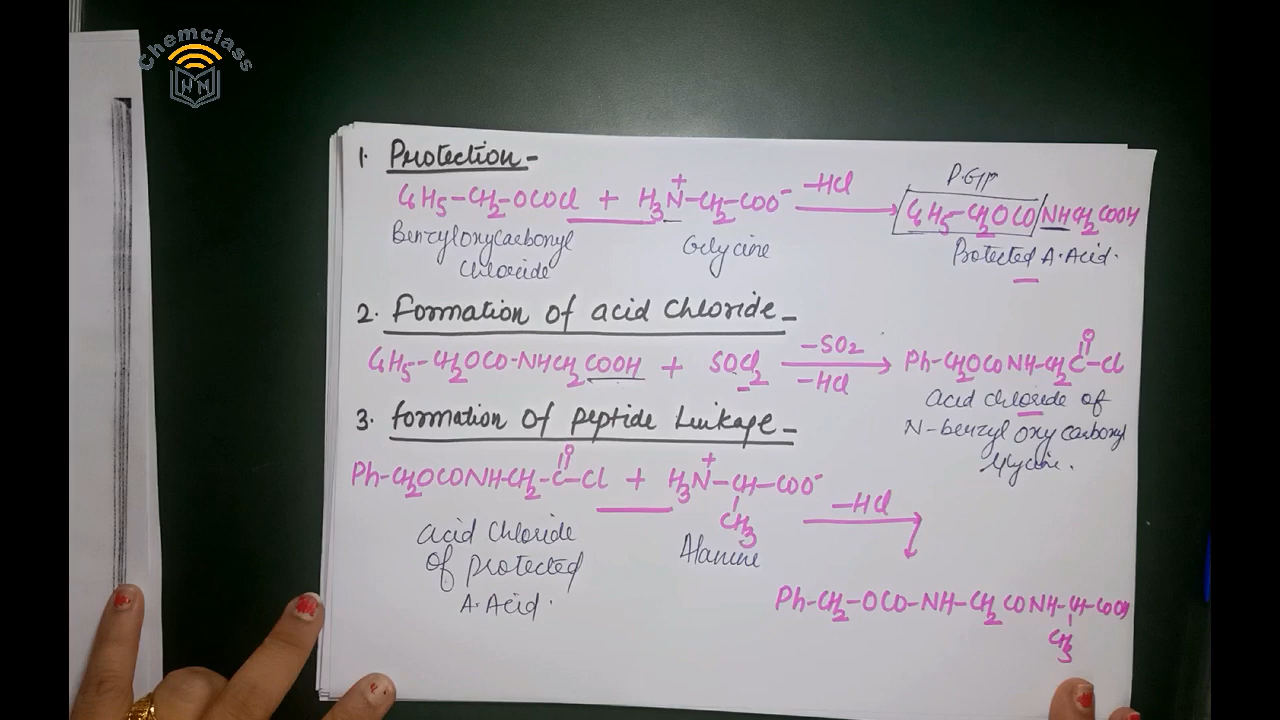 Chemclass
NM
1. Protection -
P.Grp
C6H5-CH2-OCOCl + H3N+-CH2-COO- -HCl C6H5-CH2OCO NHCH2COOH
Benzyloxycarbonyl Chloride
Glycine
Protected A.Acid.
2. Formation of acid Chloride -
C6H5-CH2OCO-NHCH2COOH + SOCl2 -SO2 -HCl Ph-CH2OCONH-CH2-C(=O)-Cl
acid chloride of
N-benzyl oxy carbonyl
Glycine.
3. formation Of peptide Linkage -
Ph-CH2OCONH-CH2-C(=O)-Cl + H3N+-CH-COO- -HCl
CH3
acid Chloride
of protected
A.Acid.
Alanine
Ph-CH2-OCO-NH-CH2CONH-CH-COOH
CH3